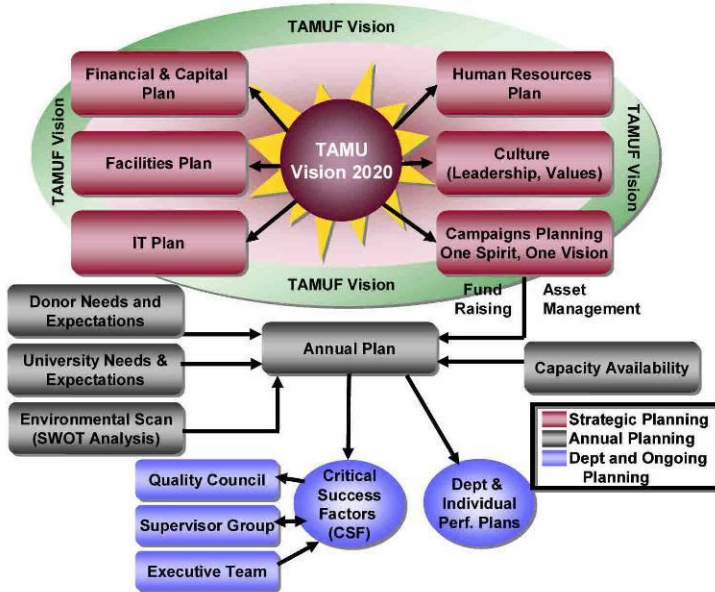 TAMUF Vision
Financial & Capital
Plan
Human Resources
Plan
TAMUF Vision
Facilities Plan
TAMU
Vision 2020
Culture
(Leadership, Values)
TAMUF Vision
IT Plan
Campaigns Planning
One Spirit, One Vision
TAMUF Vision
Fund
Raising
Asset
Management
Donor Needs and
Expectations
Annual Plan
University Needs &
Expectations
Capacity Availability
Environmental Scan
(SWOT Analysis)
Strategic Planning
Annual Planning
Dept and Ongoing
Planning
Quality Council
Supervisor Group
Executive Team
Critical
Success
Factors
(CSF)
Dept &
Individual
Perf. Plans